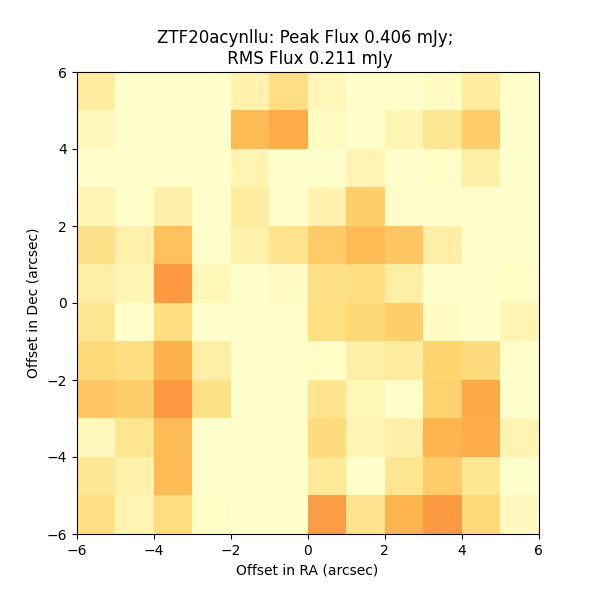 ZTF20acynllu: Peak Flux 0.406 mJy;
RMS Flux 0.211 mJy
6
4
2
0
−2
−4
−6
Offset in Dec (arcsec)
−6 −4 −2 0 2 4 6
Offset in RA (arcsec)